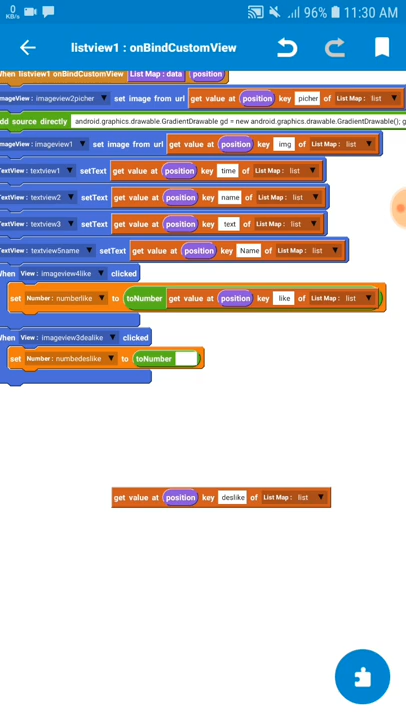 0 KB/s 96% 11:30 AM
listview1 : onBindCustomView
When listview1 onBindCustomView List Map : data position
ImageView : imageview2picher set image from url get value at position key picher of List Map : list
add source directly android.graphics.drawable.GradientDrawable gd = new android.graphics.drawable.GradientDrawable(); g
ImageView : imageview1 set image from url get value at position key img of List Map : list
TextView : textview1 setText get value at position key time of List Map : list
TextView : textview2 setText get value at position key name of List Map : list
TextView : textview3 setText get value at position key text of List Map : list
TextView : textview5name setText get value at position key Name of List Map : list
When View : imageview4like clicked
set Number : numberlike to toNumber get value at position key like of List Map : list
When View : imageview3dealike clicked
set Number : numbedeslike to toNumber
get value at position key deslike of List Map : list